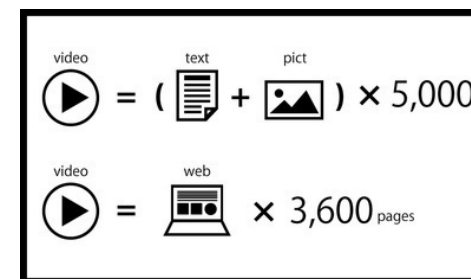 video text pict
= ( + ) × 5,000
video web
= × 3,600 pages